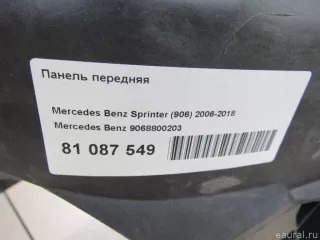 Панель передняя
Mercedes Benz Sprinter (906) 2006-2018
Mercedes Benz 9068800203
81 087 549
eaural.ru